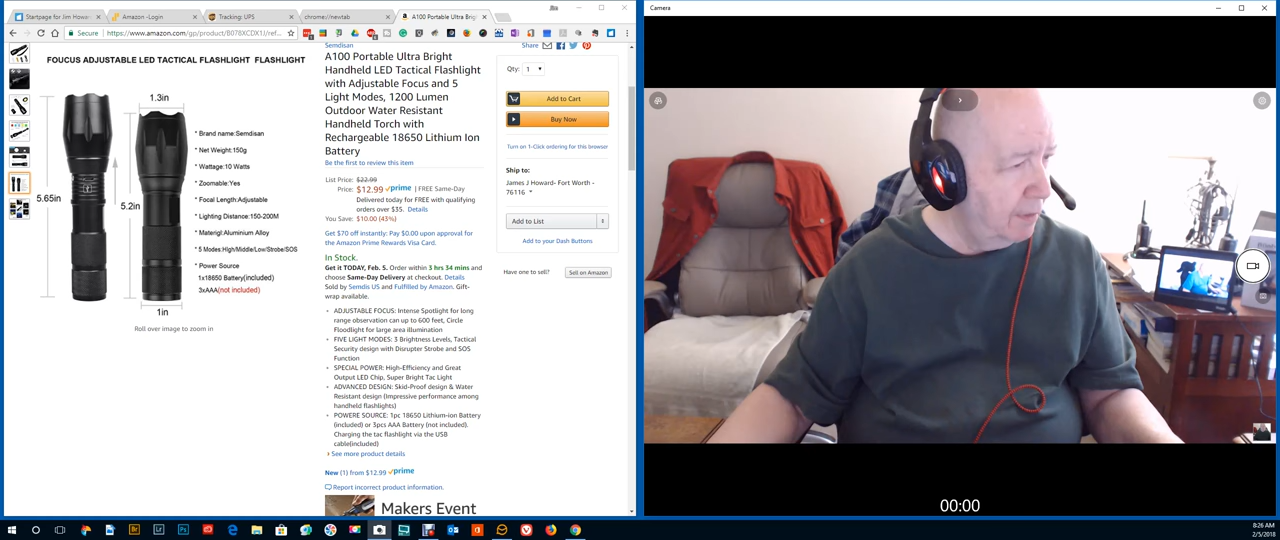 Startpage for Jim Howa
Amazon -Login
Tracking: UPS
chrome://newtab
A100 Portable Ultra Brig
Secure
https://www.amazon.com/gp/product/B078XCDX1J/ref...
FOUCUS ADJUSTABLE LED TACTICAL FLASHLIGHT FLASHLIGHT
1.3in
5.65in
5.2in
1in
* Brand name:Semdisan
* Net Weight:150g
* Wattage:10 Watts
* Zoomable:Yes
* Focal Length:Adjustable
* Lighting Distance:150-200M
* Materigl:Aluminium Alloy
* 5 Modes:High/Middle/Low/Strobe/SOS
* Power Source
1x18650 Battery(included)
3xAAA(not included)
Roll over image to zoom in
Semdisan
A100 Portable Ultra Bright
Handheld LED Tactical Flashlight
with Adjustable Focus and 5
Light Modes, 1200 Lumen
Outdoor Water Resistant
Handheld Torch with
Rechargeable 18650 Lithium Ion
Battery
Be the first to review this item
List Price: $22.99
Price: $12.99 prime | FREE Same-Day
Delivered today for FREE with qualifying
orders over $35. Details
You Save: $10.00 (43%)
Get $70 off instantly: Pay $0.00 upon approval for
the Amazon Prime Rewards Visa Card.
In Stock.
Get it TODAY, Feb. 5. Order within 3 hrs 34 mins and
choose Same-Day Delivery at checkout. Details
Sold by Semdis US and Fulfilled by Amazon. Gift-
wrap available.
• ADJUSTABLE FOCUS: Intense Spotlight for long
range observation can up to 600 feet, Circle
Floodlight for large area illumination
• FIVE LIGHT MODES: 3 Brightness Levels, Tactical
Security design with Disrupter Strobe and SOS
Function
• SPECIAL POWER: High-Efficiency and Great
Output LED Chip, Super Bright Tac Light
• ADVANCED DESIGN: Skid-Proof design & Water
Resistant design (Impressive performance among
handheld flashlights)
• POWERE SOURCE: 1pc 18650 Lithium-ion Battery
(included) or 3pcs AAA Battery (not included).
Charging the tac flashlight via the USB
cable(included)
› See more product details
New (1) from $12.99 prime
Report incorrect product information.
Makers Event
Share
Qty: 1
Add to Cart
Buy Now
Turn on 1-Click ordering for this browser
Ship to:
James J Howard- Fort Worth -
76116
Add to List
Add to your Dash Buttons
Have one to sell?
Sell on Amazon
Camera
00:00
8:26 AM
2/5/2018